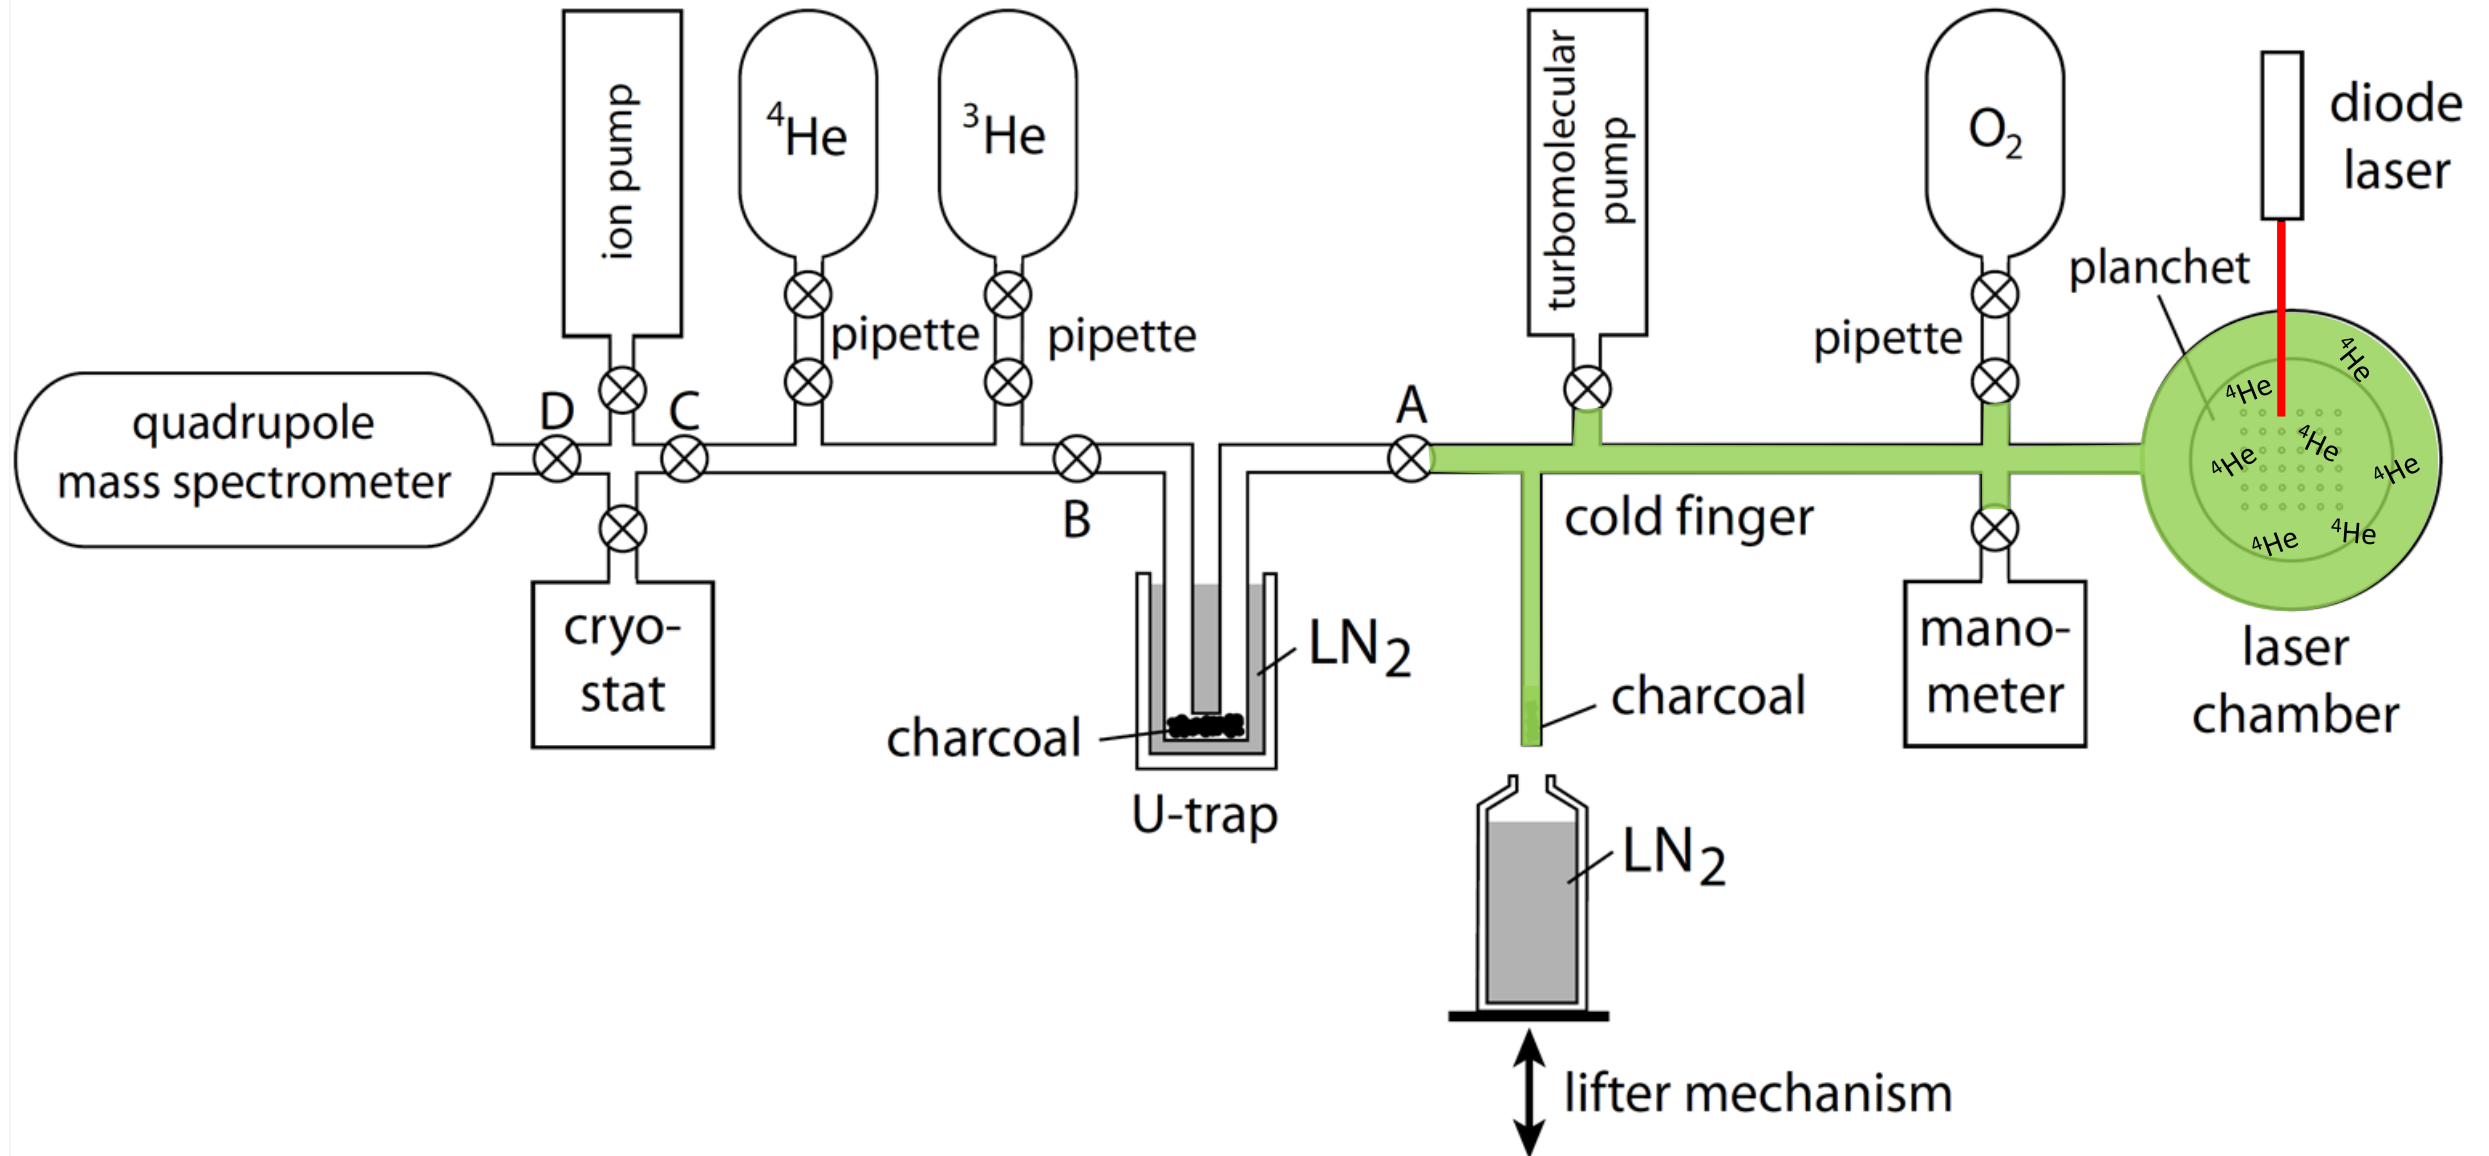 ion pump
⁴He
³He
turbomolecular
pump
O₂
diode
laser
planchet
pipette
pipette
pipette
quadrupole
mass spectrometer
D
C
B
A
cold finger
⁴He
⁴He
⁴He
⁴He
⁴He
⁴He
⁴He
cryo-
stat
LN₂
charcoal
U-trap
charcoal
LN₂
mano-
meter
laser
chamber
lifter mechanism